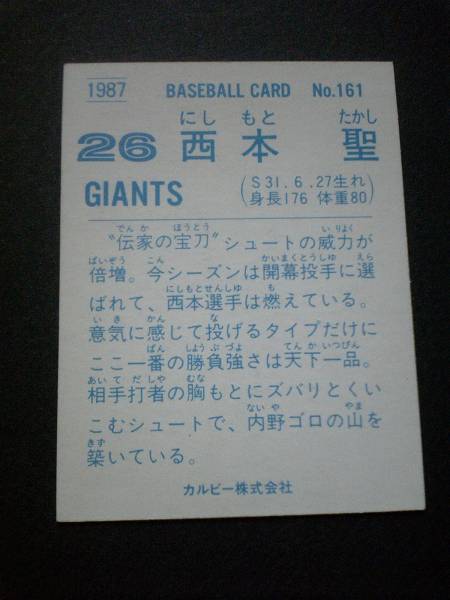 1987 BASEBALL CARD No.161
にし もと たかし
26 西本 聖
GIANTS (S31.6.27生れ
身長176 体重80)
でんか ほうとう いりよく
“伝家の宝刀”シュートの威力が
ばいぞう こん かいまくとうしゆ えら
倍増。今シーズンは開幕投手に選
にしもとせんしゆ も
ばれて、西本選手は燃えている。
いき かん な
意気に感じて投げるタイプだけに
ばん しようぶづよ てんかいつぴん
ここ一番の勝負強さは天下一品。
あいてだしや むな
相手打者の胸もとにズバリとくい
ないや やま
こむシュートで、内野ゴロの山を
きず
築いている。
カルビー株式会社